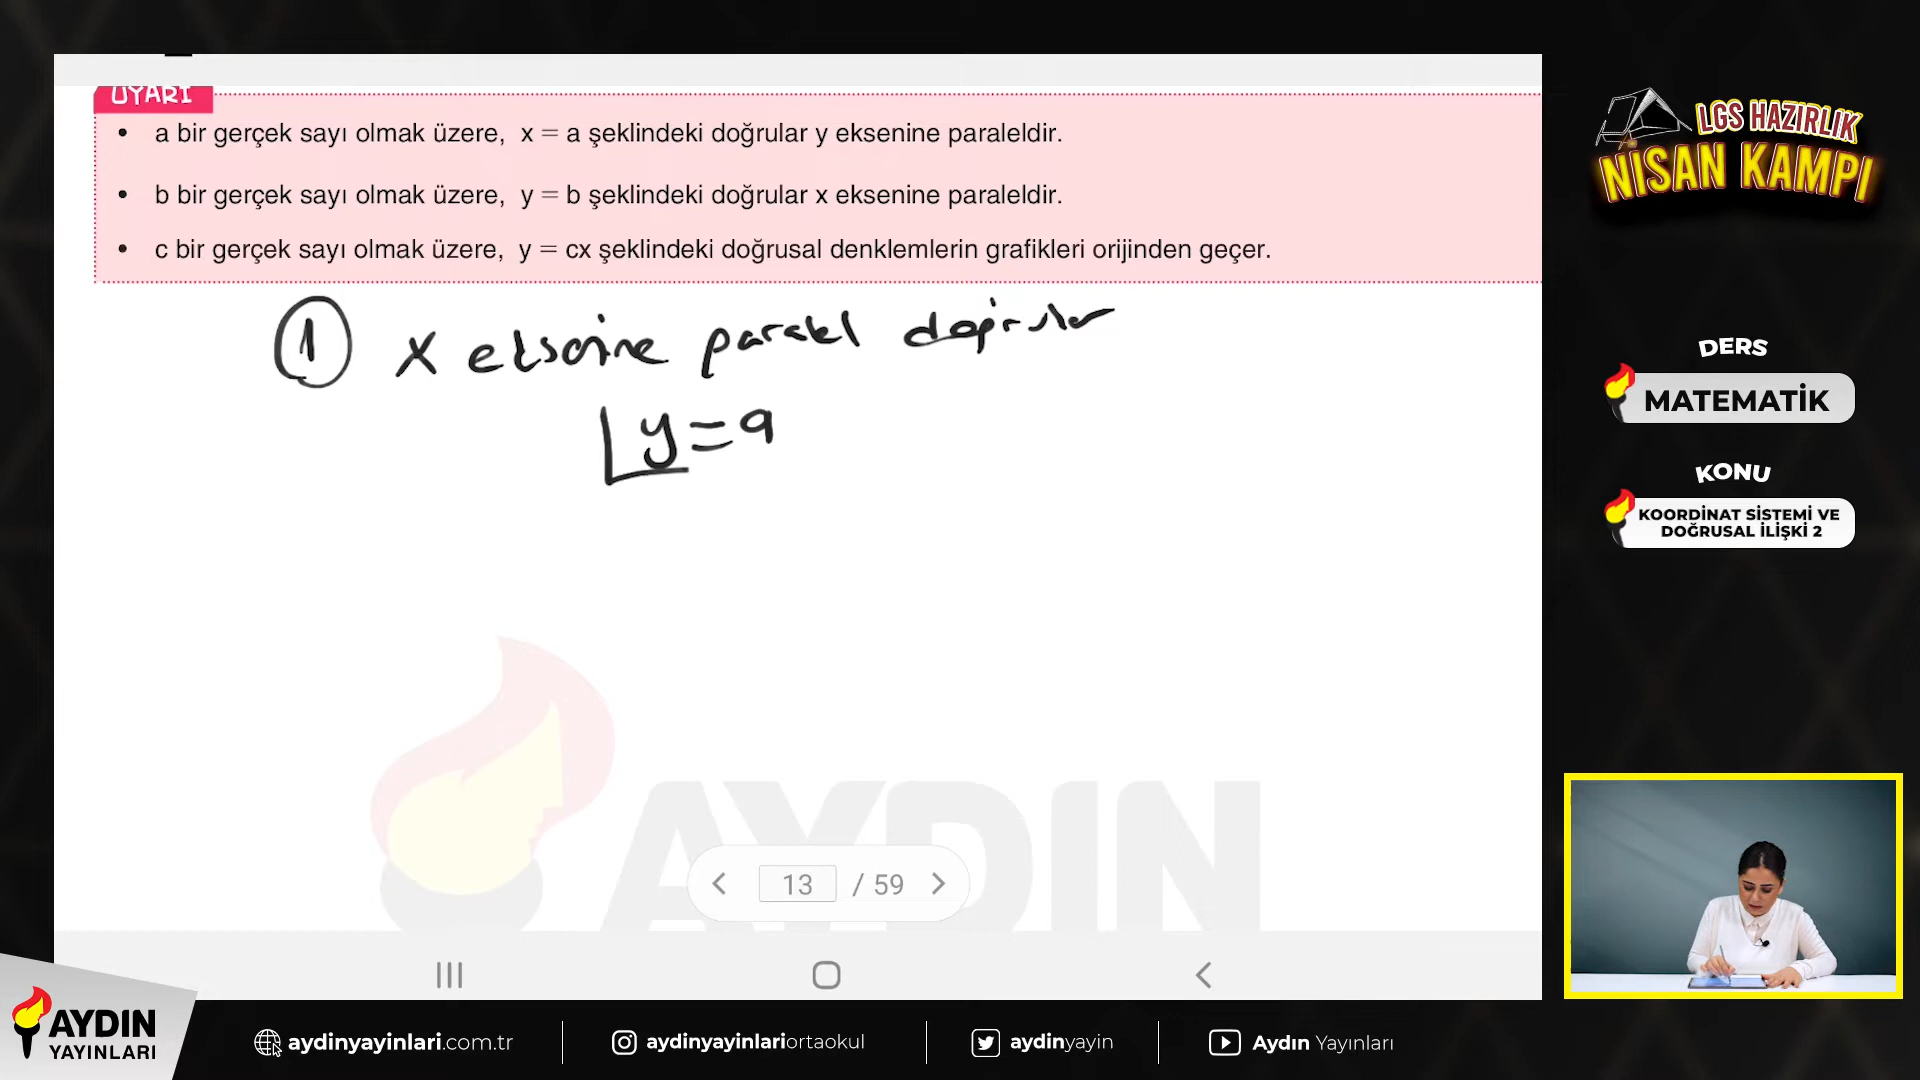 UYARI
• a bir gerçek sayı olmak üzere, x = a şeklindeki doğrular y eksenine paraleldir.
• b bir gerçek sayı olmak üzere, y = b şeklindeki doğrular x eksenine paraleldir.
• c bir gerçek sayı olmak üzere, y = cx şeklindeki doğrusal denklemlerin grafikleri orijinden geçer.
1 x eksenine paralel doğrular
y=a
AYDIN
13 / 59
LGS HAZIRLIK
NİSAN KAMPI
DERS
MATEMATİK
KONU
KOORDİNAT SİSTEMİ VE
DOĞRUSAL İLİŞKİ 2
AYDIN
YAYINLARI
aydinyayinlari.com.tr
aydinyayinlariortaokul
aydinyayin
Aydın Yayınları